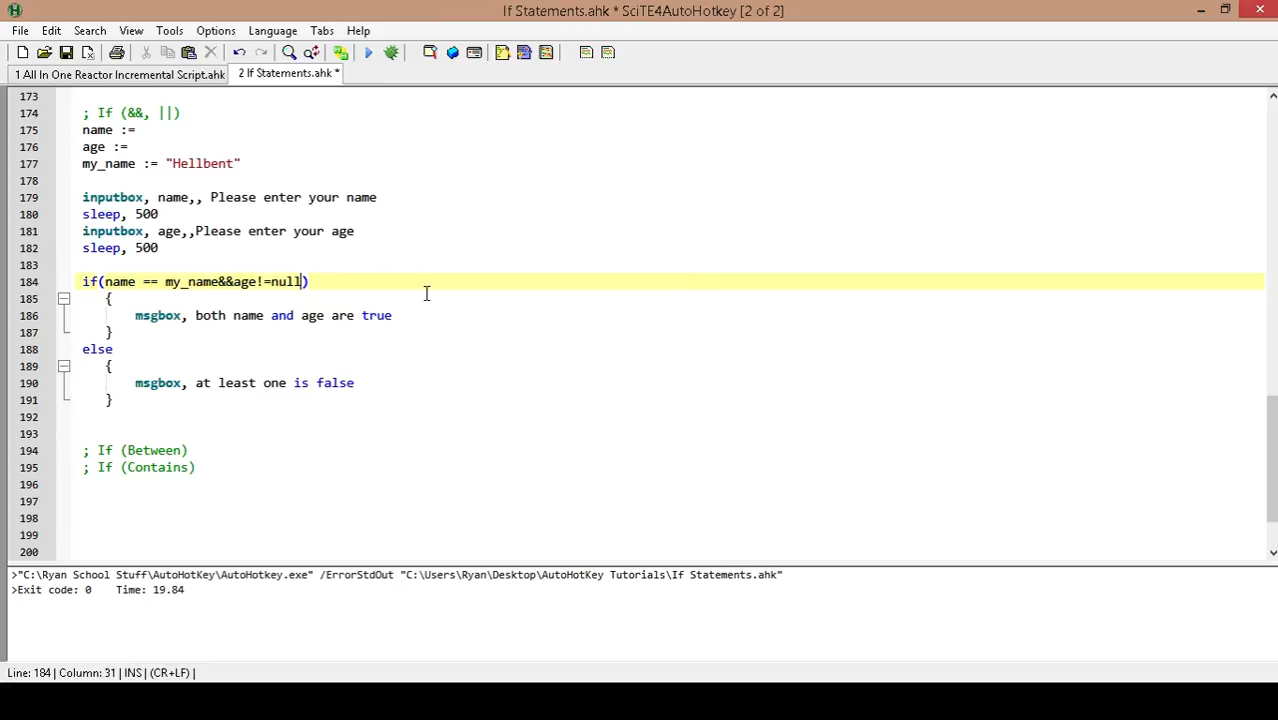 If Statements.ahk * SciTE4AutoHotkey [2 of 2]
File Edit Search View Tools Options Language Tabs Help
1 All In One Reactor Incremental Script.ahk 2 If Statements.ahk *
173
174 ; If (&&, ||)
175 name :=
176 age :=
177 my_name := "Hellbent"
178
179 inputbox, name,, Please enter your name
180 sleep, 500
181 inputbox, age,,Please enter your age
182 sleep, 500
183
184 if(name == my_name&&age!=null)
185 {
186 msgbox, both name and age are true
187 }
188 else
189 {
190 msgbox, at least one is false
191 }
192
193
194 ; If (Between)
195 ; If (Contains)
196
197
198
199
200
>"C:\Ryan School Stuff\AutoHotKey\AutoHotkey.exe" /ErrorStdOut "C:\Users\Ryan\Desktop\AutoHotKey Tutorials\If Statements.ahk"
>Exit code: 0 Time: 19.84
Line: 184 | Column: 31 | INS | (CR+LF) |